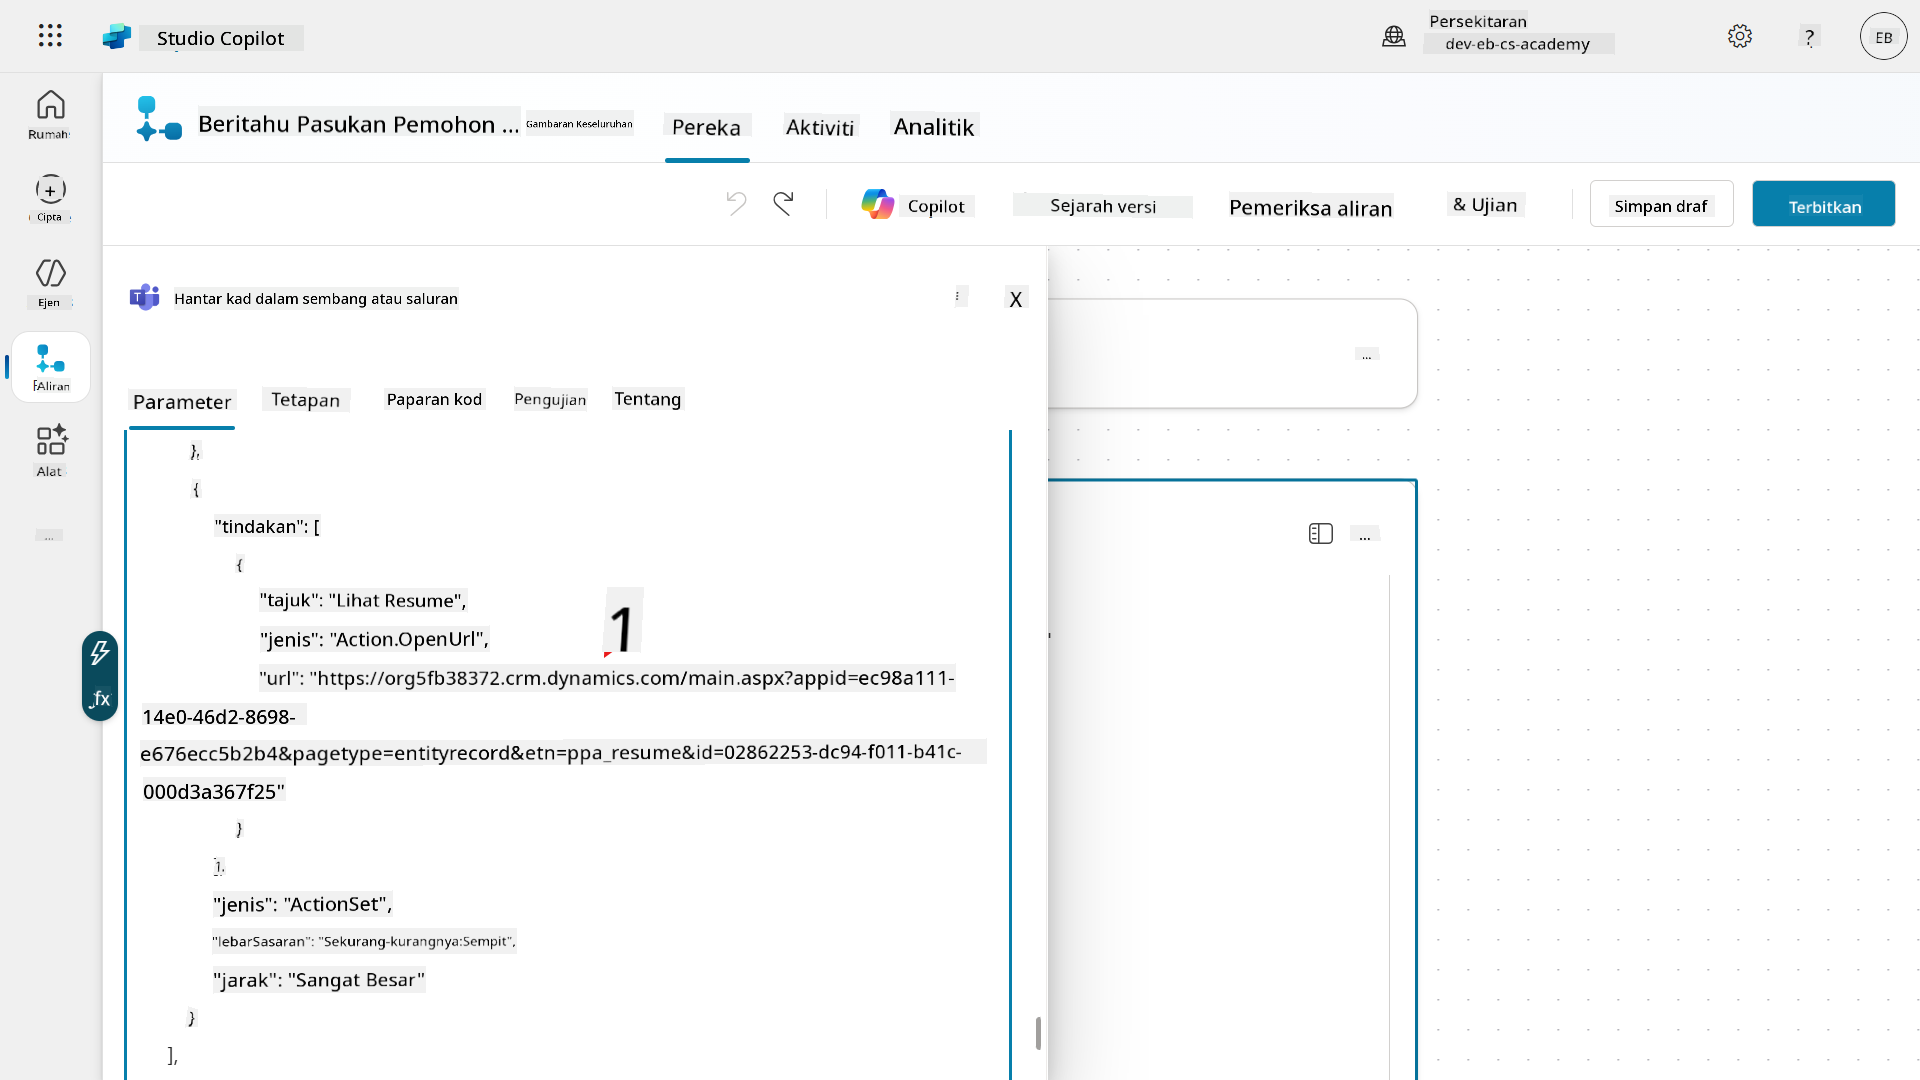 Studio Copilot
Persekitaran
dev-eb-cs-academy
?
EB
Rumah
Cipta
Ejen
Aliran
Alat
...
Beritahu Pasukan Pemohon ...
Gambaran Keseluruhan
Pereka
Aktiviti
Analitik
Copilot
Sejarah versi
Pemeriksa aliran
& Ujian
Simpan draf
Terbitkan
Hantar kad dalam sembang atau saluran
X
Parameter
Tetapan
Paparan kod
Pengujian
Tentang
},
{
"tindakan": [
{
"tajuk": "Lihat Resume",
1
"jenis": "Action.OpenUrl",
"url": "https://org5fb38372.crm.dynamics.com/main.aspx?appid=ec98a111-
14e0-46d2-8698-
e676ecc5b2b4&pagetype=entityrecord&etn=ppa_resume&id=02862253-dc94-f011-b41c-
000d3a367f25"
}
"jenis": "ActionSet",
"lebarSasaran": "Sekurang-kurangnya:Sempit",
"jarak": "Sangat Besar"
}
],
fx
...
...